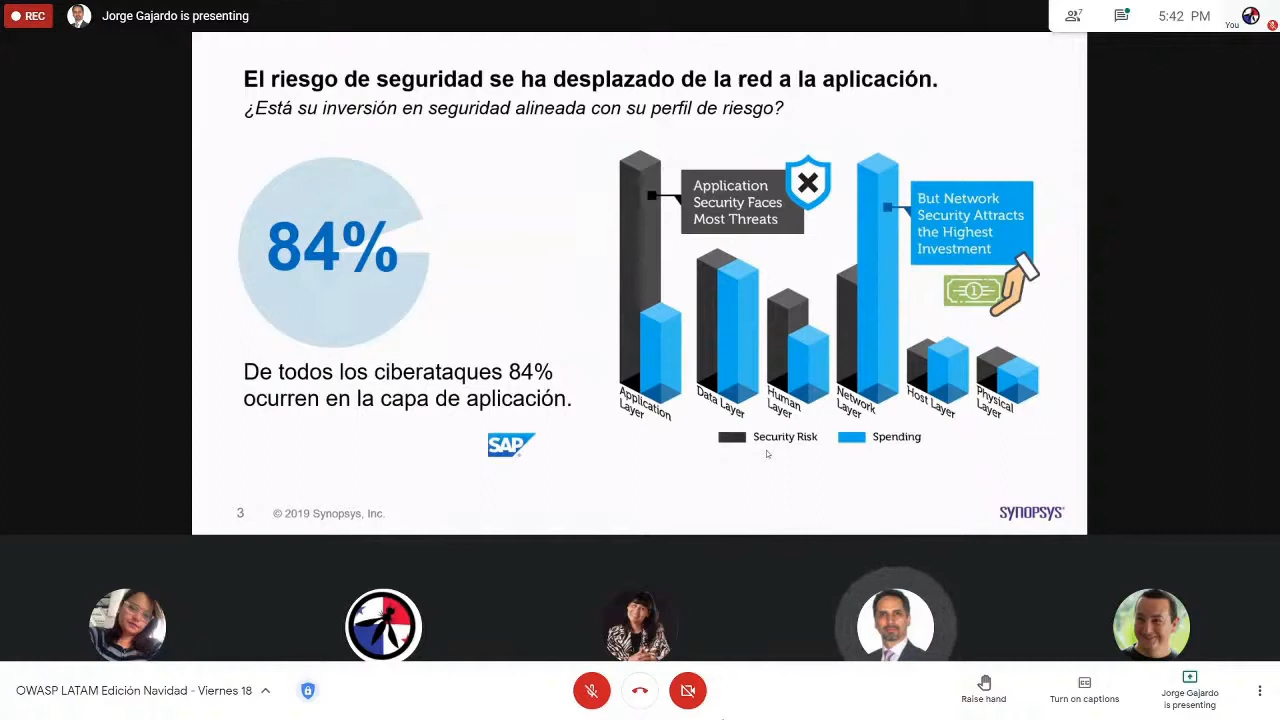 REC
Jorge Gajardo is presenting
7
5:42 PM
You
El riesgo de seguridad se ha desplazado de la red a la aplicación.
¿Está su inversión en seguridad alineada con su perfil de riesgo?
84%
De todos los ciberataques 84%
ocurren en la capa de aplicación.
SAP
Application
Security Faces
Most Threats
But Network
Security Attracts
the Highest
Investment
1
Application
Layer
Data Layer
Human
Layer
Network
Layer
Host Layer
Physical
Layer
Security Risk
Spending
3
© 2019 Synopsys, Inc.
SYNOPSYS®
OWASP LATAM Edición Navidad - Viernes 18
Raise hand
Turn on captions
Jorge Gajardo
is presenting